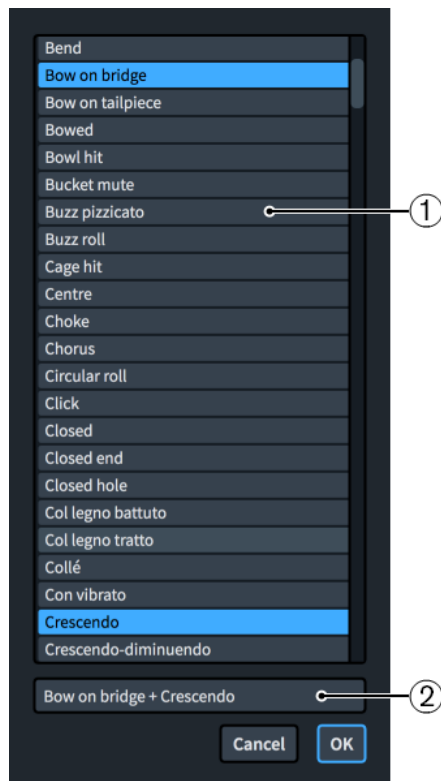 Bend
Bow on bridge
Bow on tailpiece
Bowed
Bowl hit
Bucket mute
Buzz pizzicato
1
Buzz roll
Cage hit
Centre
Choke
Chorus
Circular roll
Click
Closed
Closed end
Closed hole
Col legno battuto
Col legno tratto
Collé
Con vibrato
Crescendo
Crescendo-diminuendo
Bow on bridge + Crescendo
2
Cancel OK